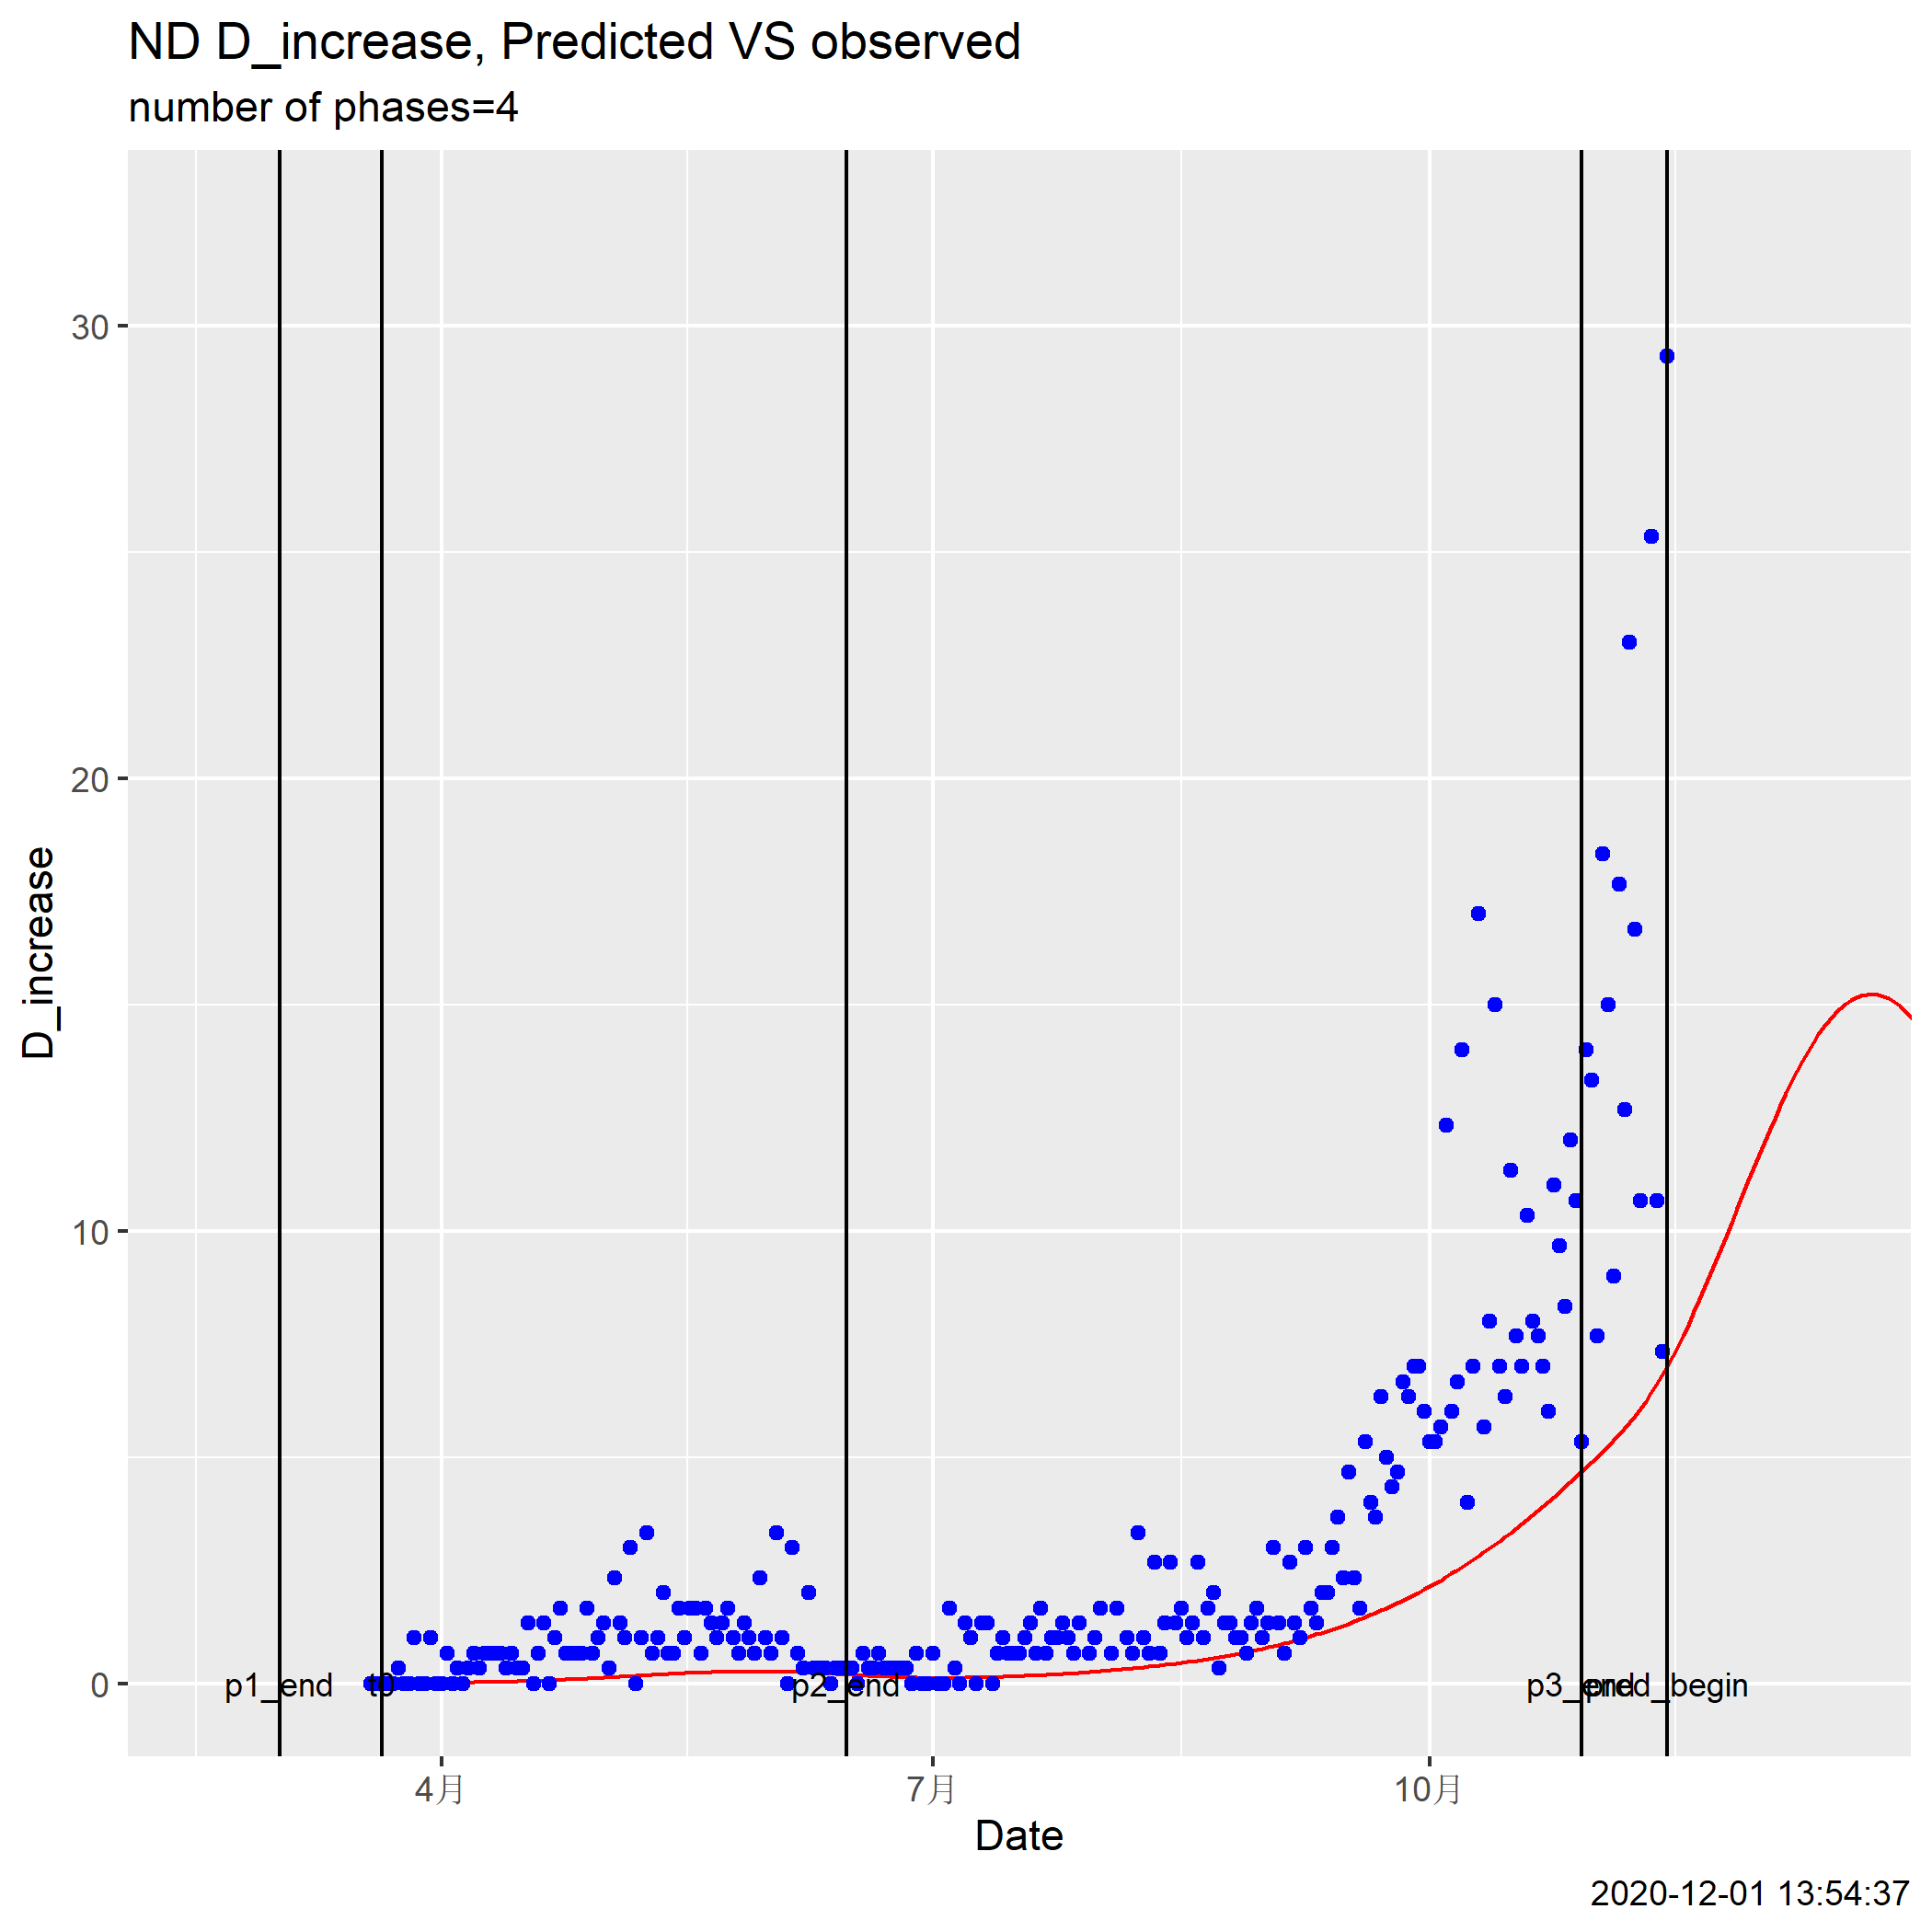 ND D_increase, Predicted VS observed
number of phases=4
30
20
10
0
D_increase
p1_end
t0
p2_end
p3_end
pred_begin
4月
7月
10月
Date
2020-12-01 13:54:37